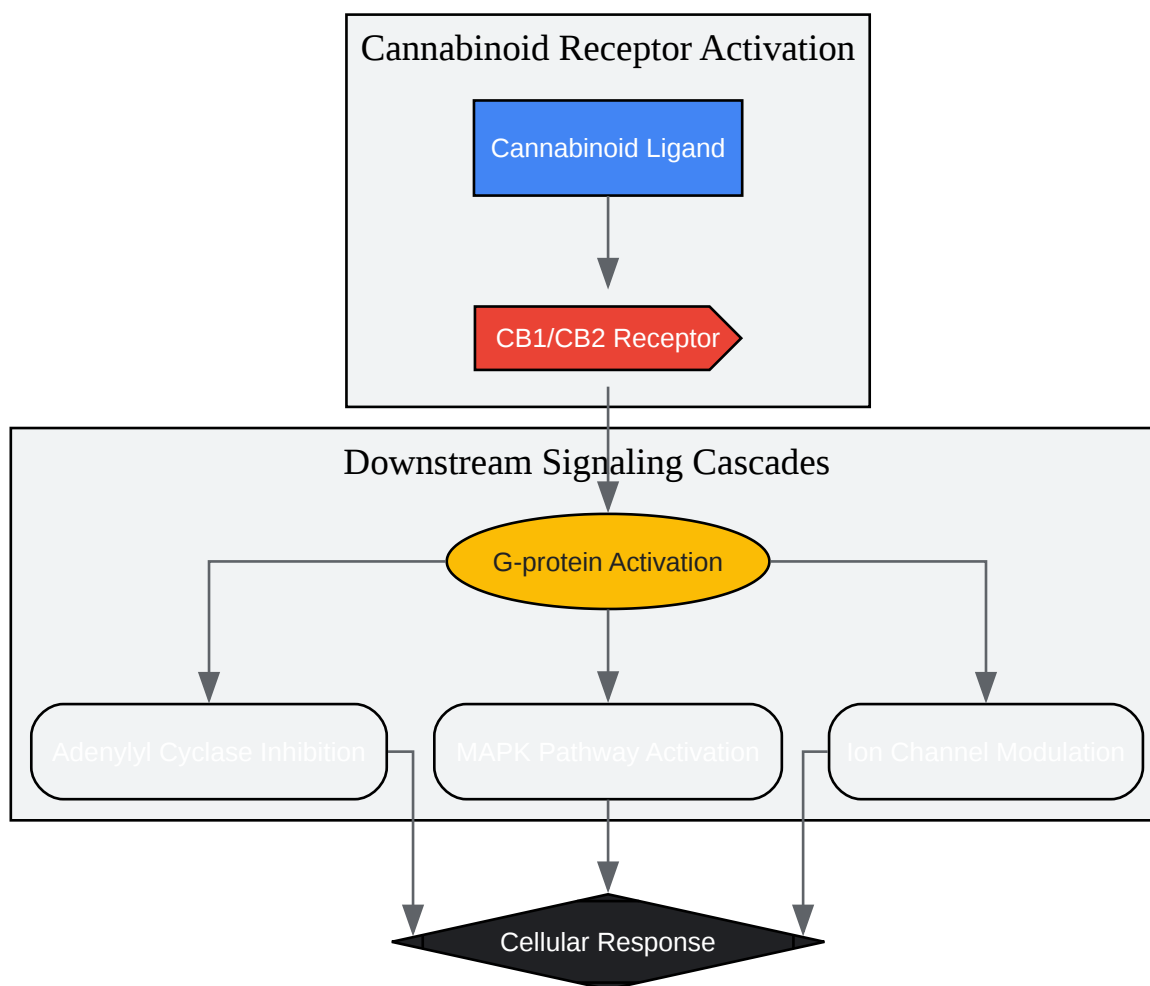 Cannabinoid Receptor Activation
Cannabinoid Ligand
CB1/CB2 Receptor
Downstream Signaling Cascades
G-protein Activation
Adenylyl Cyclase Inhibition
MAPK Pathway Activation
Ion Channel Modulation
Cellular Response